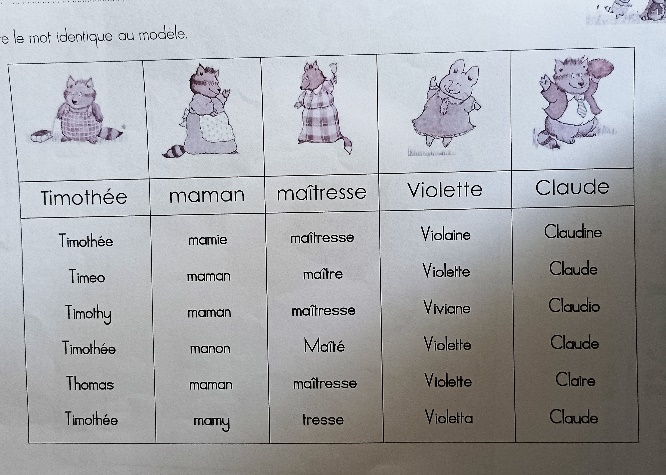 le mot identique au modèle.
Timothée maman maîtresse Violette Claude
Timothée mamie maîtresse Violaine Claudine
Timeo maman maître Violette Claude
Timothy maman maîtresse Viviane Claudio
Timothée manon Maîté Violette Claude
Thomas maman maîtresse Violette Claire
Timothée mamy tresse Violetta Claude